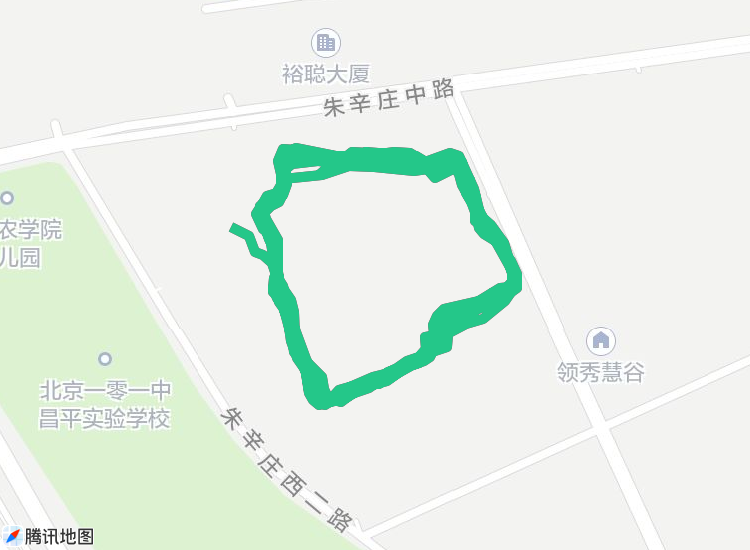 裕聪大厦
朱辛庄中路
农学院
儿园
领秀慧谷
北京一零一中
昌平实验学校
朱辛庄西二路
腾讯地图